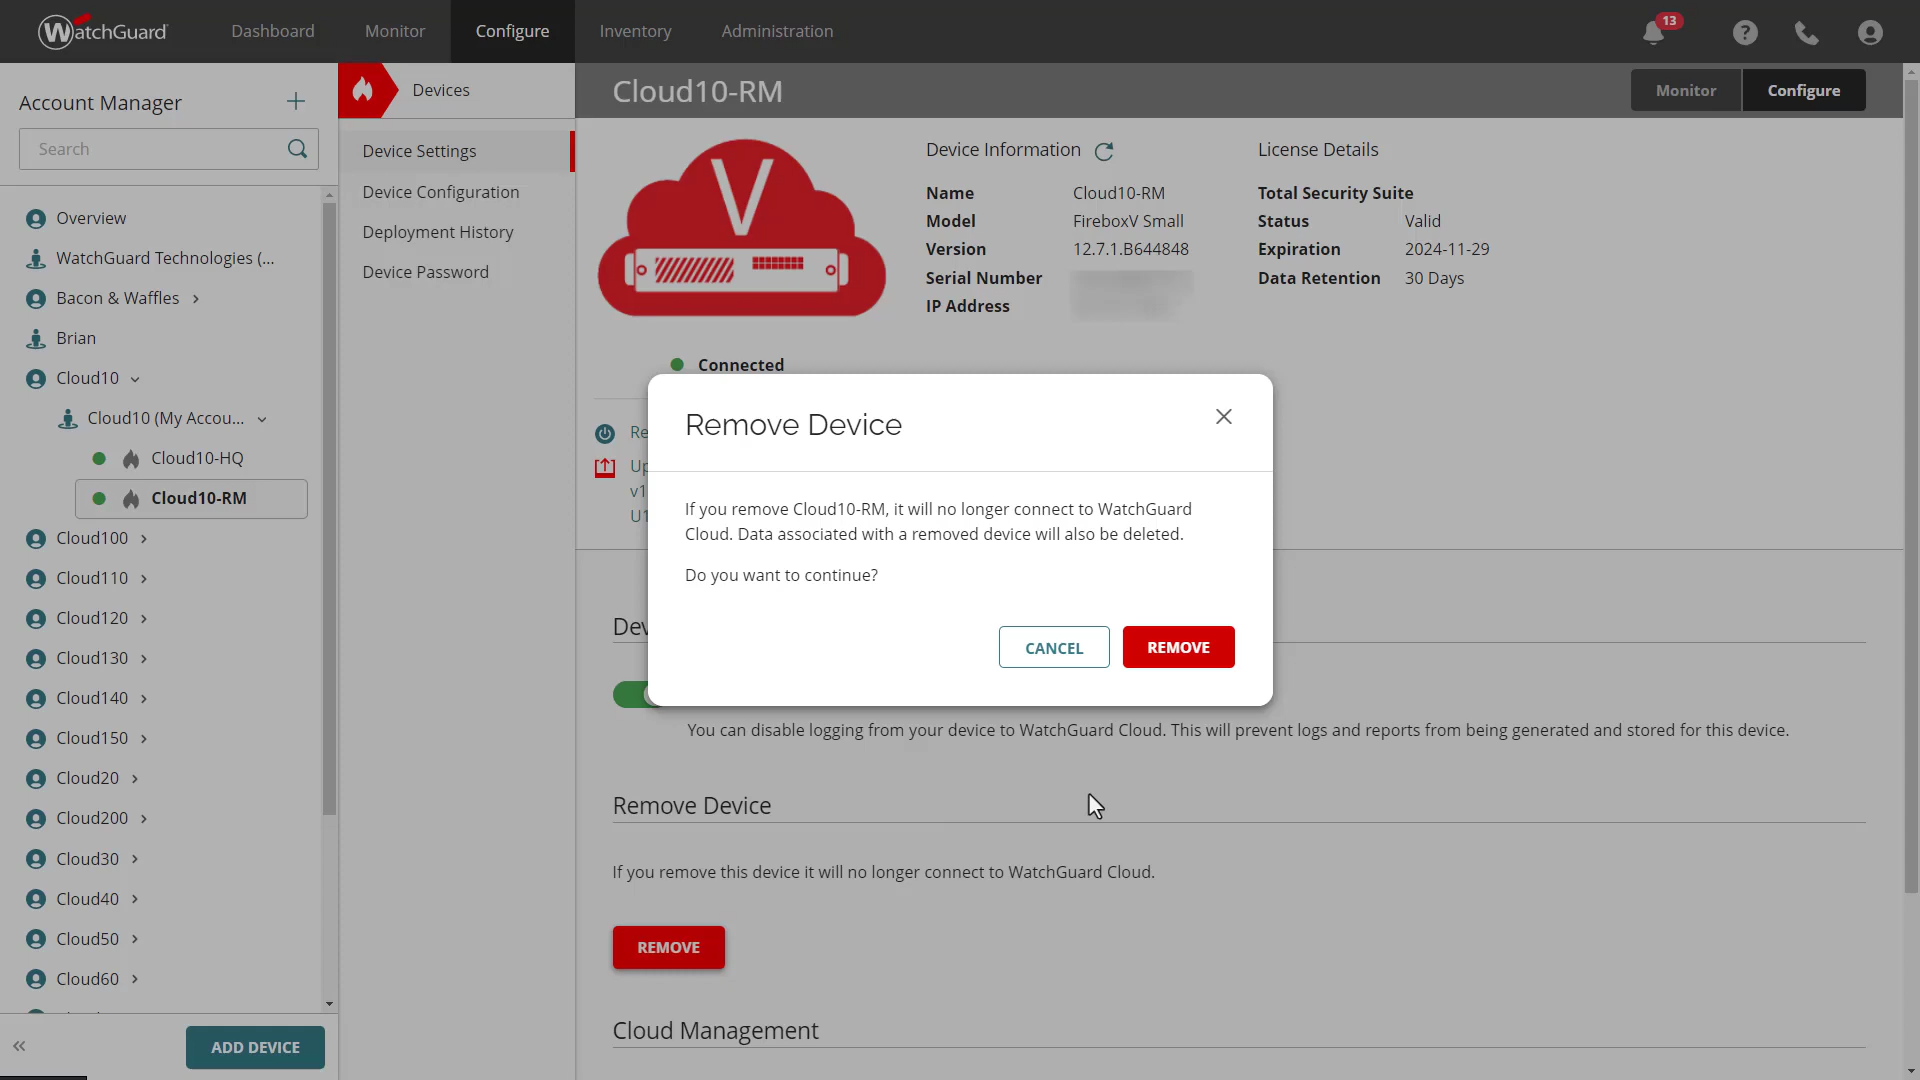 WatchGuard
Dashboard
Monitor
Configure
Inventory
Administration
13
?
Account Manager
Search
Overview
WatchGuard Technologies (...
Bacon & Waffles
Brian
Cloud10
Cloud10 (My Accou...
Cloud10-HQ
Cloud10-RM
Cloud100
Cloud110
Cloud120
Cloud130
Cloud140
Cloud150
Cloud20
Cloud200
Cloud30
Cloud40
Cloud50
Cloud60
ADD DEVICE
Devices
Device Settings
Device Configuration
Deployment History
Device Password
Cloud10-RM
Monitor
Configure
V
Device Information
Name Cloud10-RM
Model FireboxV Small
Version 12.7.1.B644848
Serial Number
IP Address
License Details
Total Security Suite
Status Valid
Expiration 2024-11-29
Data Retention 30 Days
Connected
Remove Device
If you remove Cloud10-RM, it will no longer connect to WatchGuard
Cloud. Data associated with a removed device will also be deleted.
Do you want to continue?
CANCEL
REMOVE
You can disable logging from your device to WatchGuard Cloud. This will prevent logs and reports from being generated and stored for this device.
Remove Device
If you remove this device it will no longer connect to WatchGuard Cloud.
REMOVE
Cloud Management